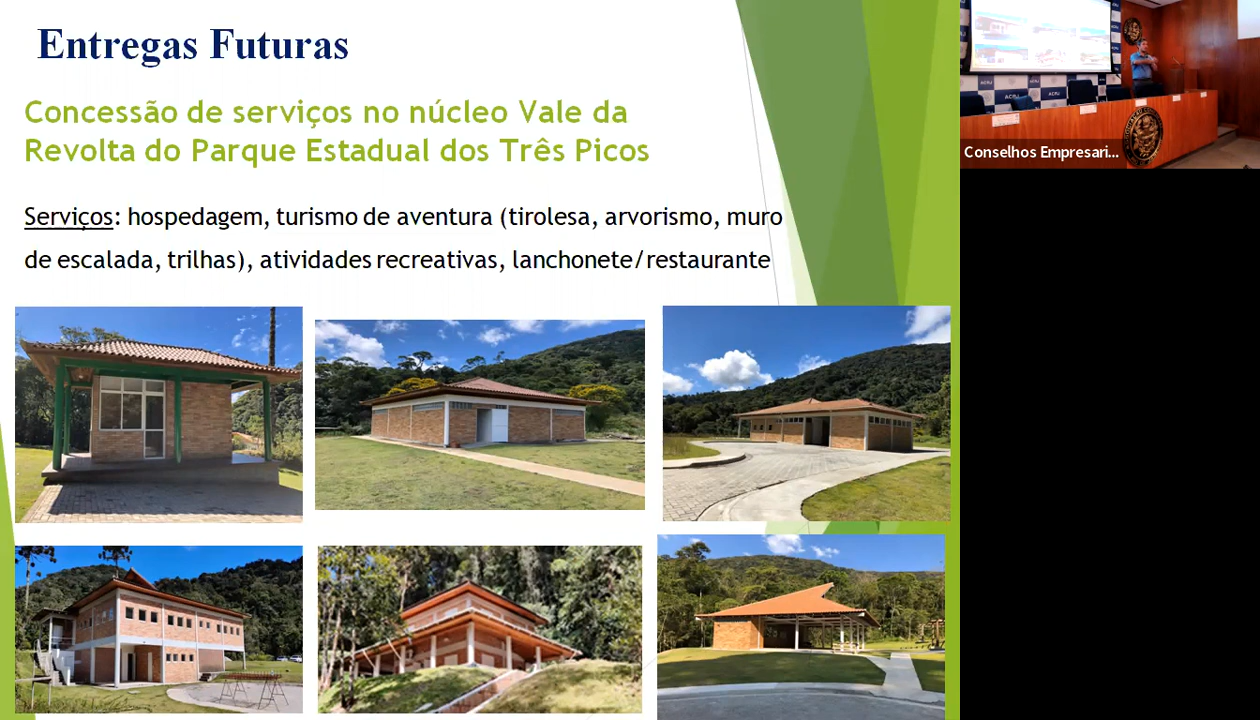 Entregas Futuras
Concessão de serviços no núcleo Vale da
Revolta do Parque Estadual dos Três Picos
Serviços: hospedagem, turismo de aventura (tirolesa, arvorismo, muro
de escalada, trilhas), atividades recreativas, lanchonete/restaurante
ACRJ
Conselhos Empresari...